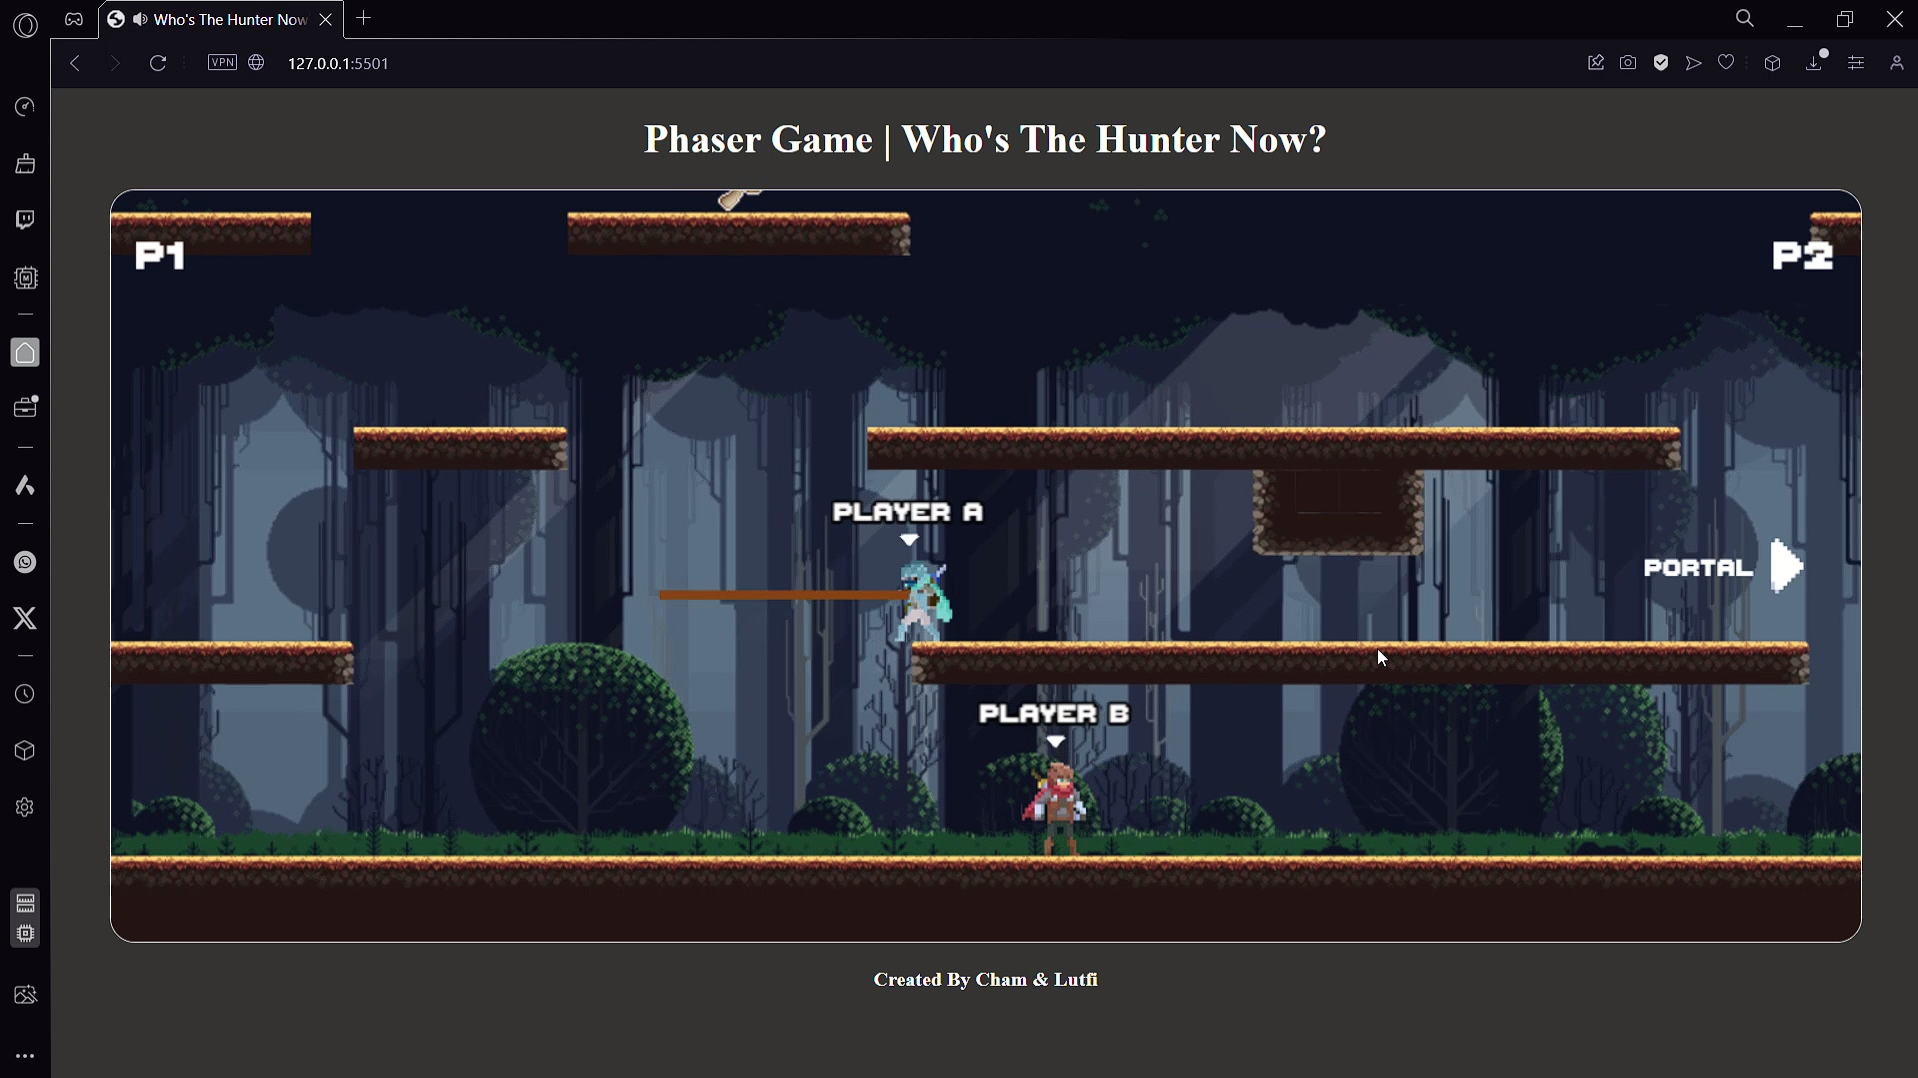 Who's The Hunter Now
VPN
127.0.0.1:5501
Phaser Game | Who's The Hunter Now?
P1
P2
PLAYER A
PORTAL
PLAYER B
Created By Cham & Lutfi